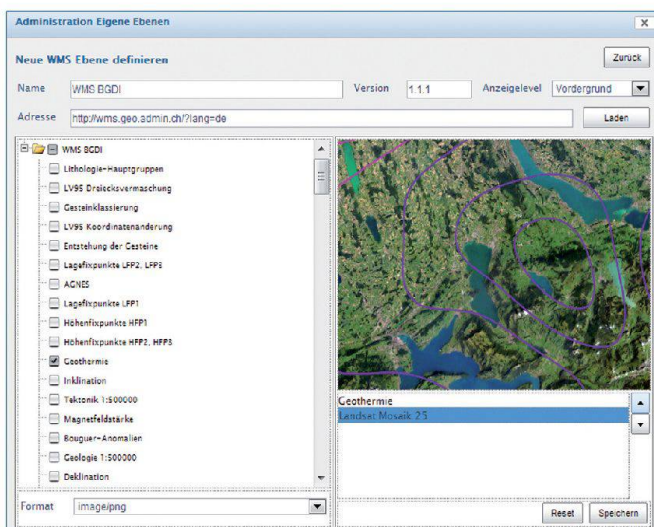 Administration Eigene Ebenen
Neue WMS Ebene definieren
Zurück
Name WMS BGDI Version 1.1.1 Anzeigelevel Vordergrund
Adresse http://wms.geo.admin.ch/?lang=de Laden
WMS BGDI
Lithologie-Hauptgruppen
LV95 Dreiecksvermaschung
Gesteinklassierung
LV95 Koordinatenänderung
Entstehung der Gesteine
Lagefixpunkte LFP2, LFP3
AGNES
Lagefixpunkte LFP1
Höhenfixpunkte HFP1
Höhenfixpunkte HFP2, HFP3
Geothermie
Inklination
Tektonik 1:500000
Magnetfeldstärke
Bouguer-Anomalien
Geologie 1:500000
Deklination
Geothermie
Landsat Mosaik 25
Format image/png
Reset Speichern